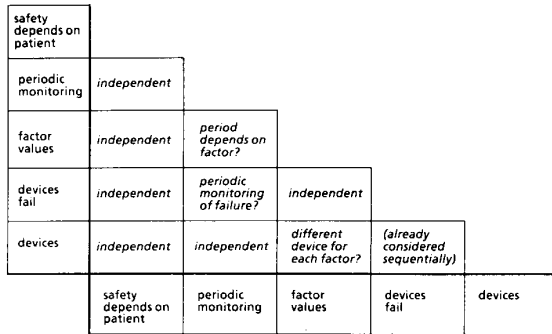 safety
depends on
patient
periodic
monitoring
independent
factor
values
independent
period
depends on
factor?
devices
fail
independent
periodic
monitoring
of failure?
independent
devices
independent
independent
different
device for
each factor?
(already
considered
sequentially)
safety
depends on
patient
periodic
monitoring
factor
values
devices
fail
devices